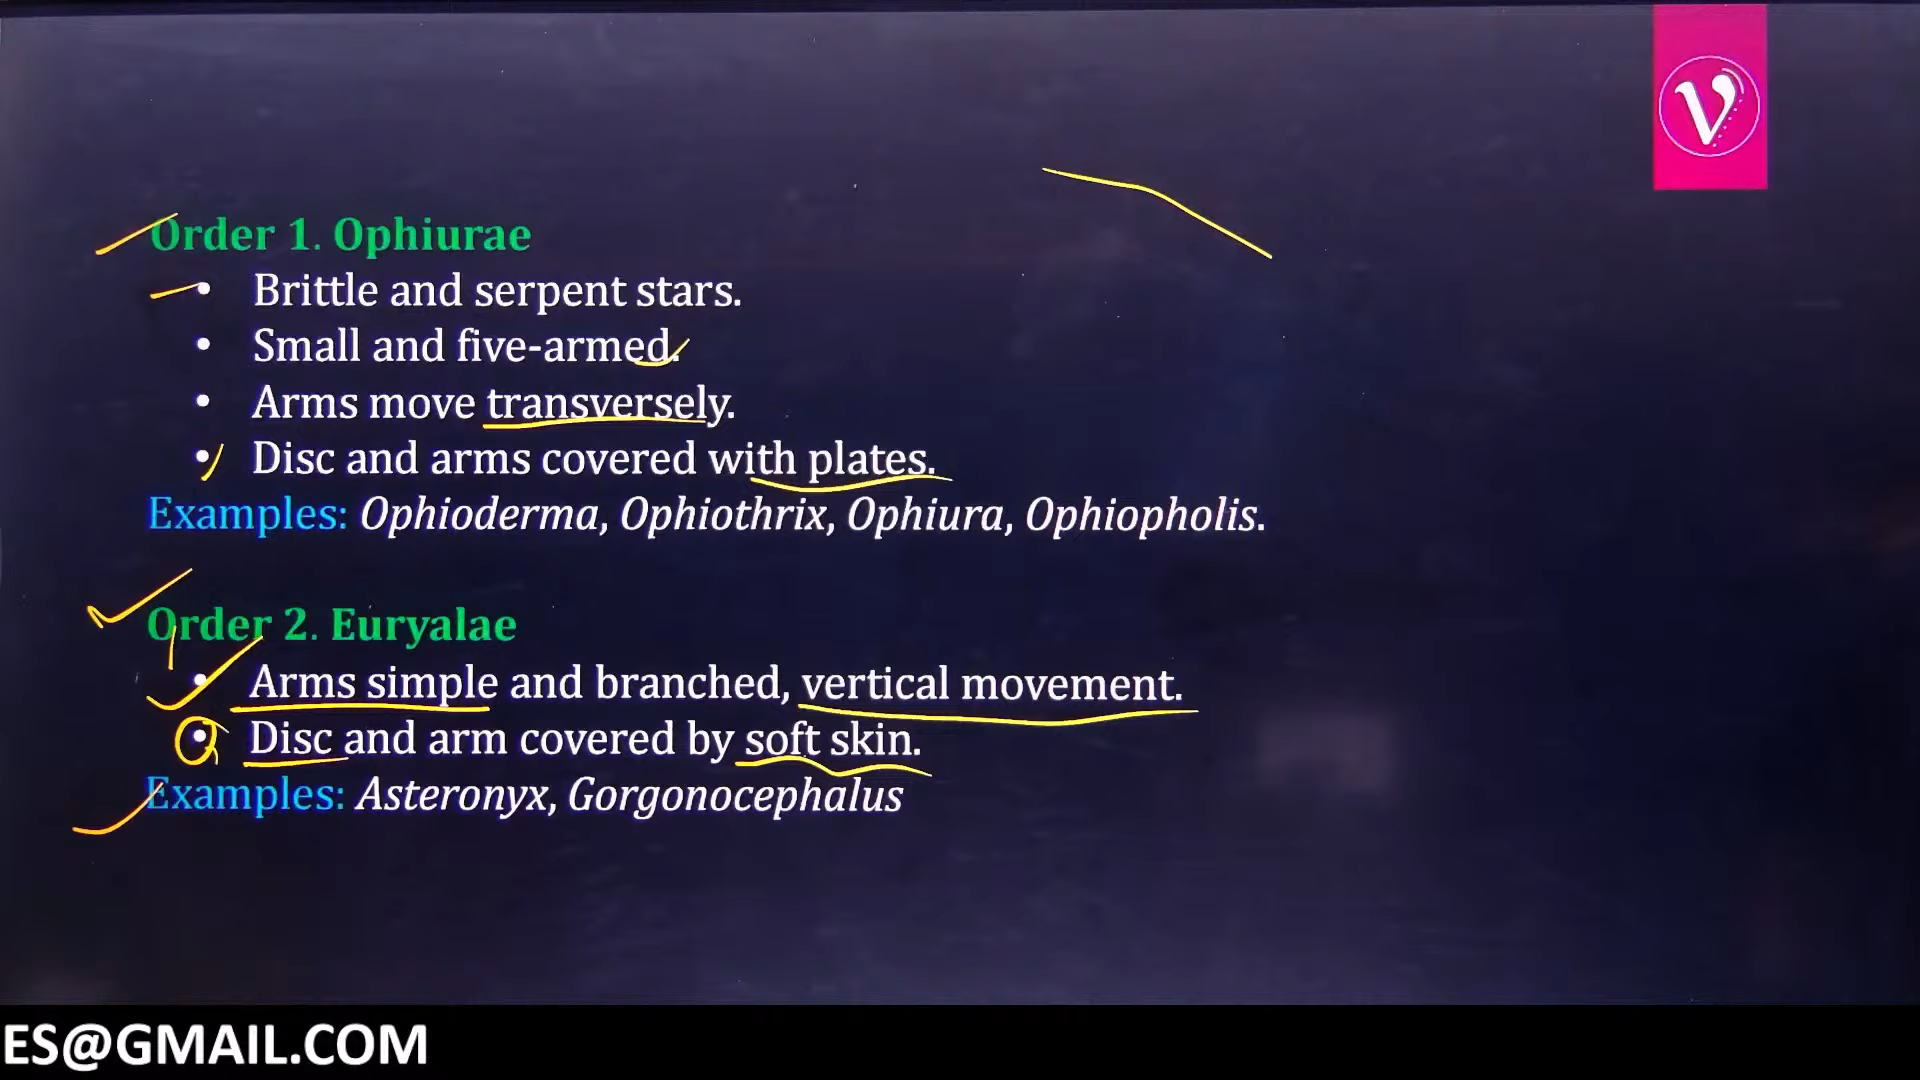 Order 1. Ophiurae
• Brittle and serpent stars.
• Small and five-armed.
• Arms move transversely.
• Disc and arms covered with plates.
Examples: Ophioderma, Ophiothrix, Ophiura, Ophiopholis.
Order 2. Euryalae
• Arms simple and branched, vertical movement.
• Disc and arm covered by soft skin.
Examples: Asteronyx, Gorgonocephalus
V
ES@GMAIL.COM